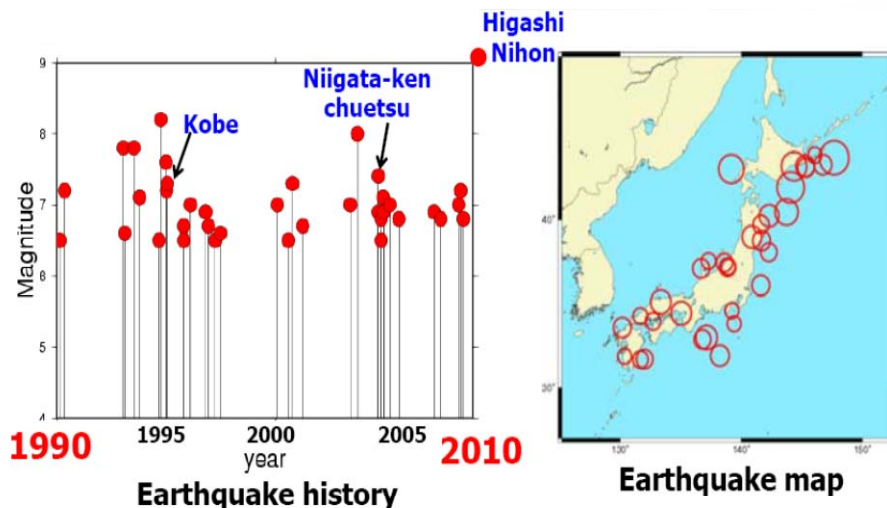 Higashi
Nihon
Niigata-ken
chuetsu
Kobe
9
8
7
6
5
4
Magnitude
1990
1995
2000
2005
2010
year
Earthquake history
40°
30°
130°
140°
150°
Earthquake map